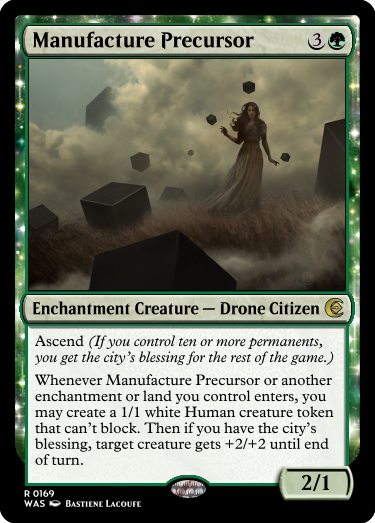 Manufacture Precursor 3
Enchantment Creature — Drone Citizen
Ascend (If you control ten or more permanents,
you get the city's blessing for the rest of the game.)
Whenever Manufacture Precursor or another
enchantment or land you control enters, you
may create a 1/1 white Human creature token
that can't block. Then if you have the city's
blessing, target creature gets +2/+2 until end
of turn.
2/1
R 0169
WAS Bastiene Lacoufe